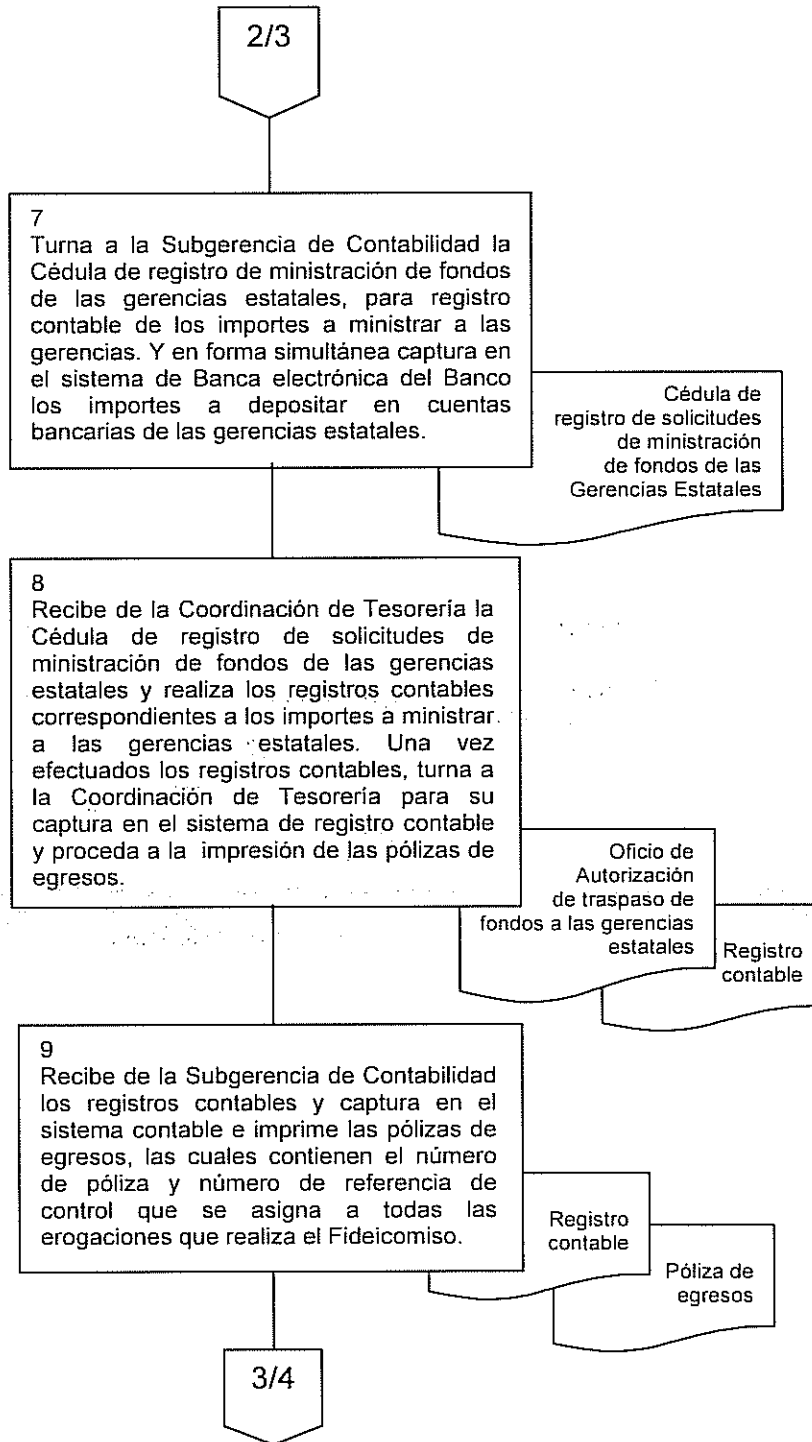 2/3
7
Turna a la Subgerencia de Contabilidad la
Cédula de registro de ministración de fondos
de las gerencias estatales, para registro
contable de los importes a ministrar a las
gerencias. Y en forma simultánea captura en
el sistema de Banca electrónica del Banco
los importes a depositar en cuentas
bancarias de las gerencias estatales.
Cédula de
registro de solicitudes
de ministración
de fondos de las
Gerencias Estatales
8
Recibe de la Coordinación de Tesorería la
Cédula de registro de solicitudes de
ministración de fondos de las gerencias
estatales y realiza los registros contables
correspondientes a los importes a ministrar
a las gerencias estatales. Una vez
efectuados los registros contables, turna a
la Coordinación de Tesorería para su
captura en el sistema de registro contable
y proceda a la impresión de las pólizas de
egresos.
Oficio de
Autorización
de traspaso de
fondos a las gerencias
estatales
Registro
contable
9
Recibe de la Subgerencia de Contabilidad
los registros contables y captura en el
sistema contable e imprime las pólizas de
egresos, las cuales contienen el número
de póliza y número de referencia de
control que se asigna a todas las
erogaciones que realiza el Fideicomiso.
Registro
contable
Póliza de
egresos
3/4